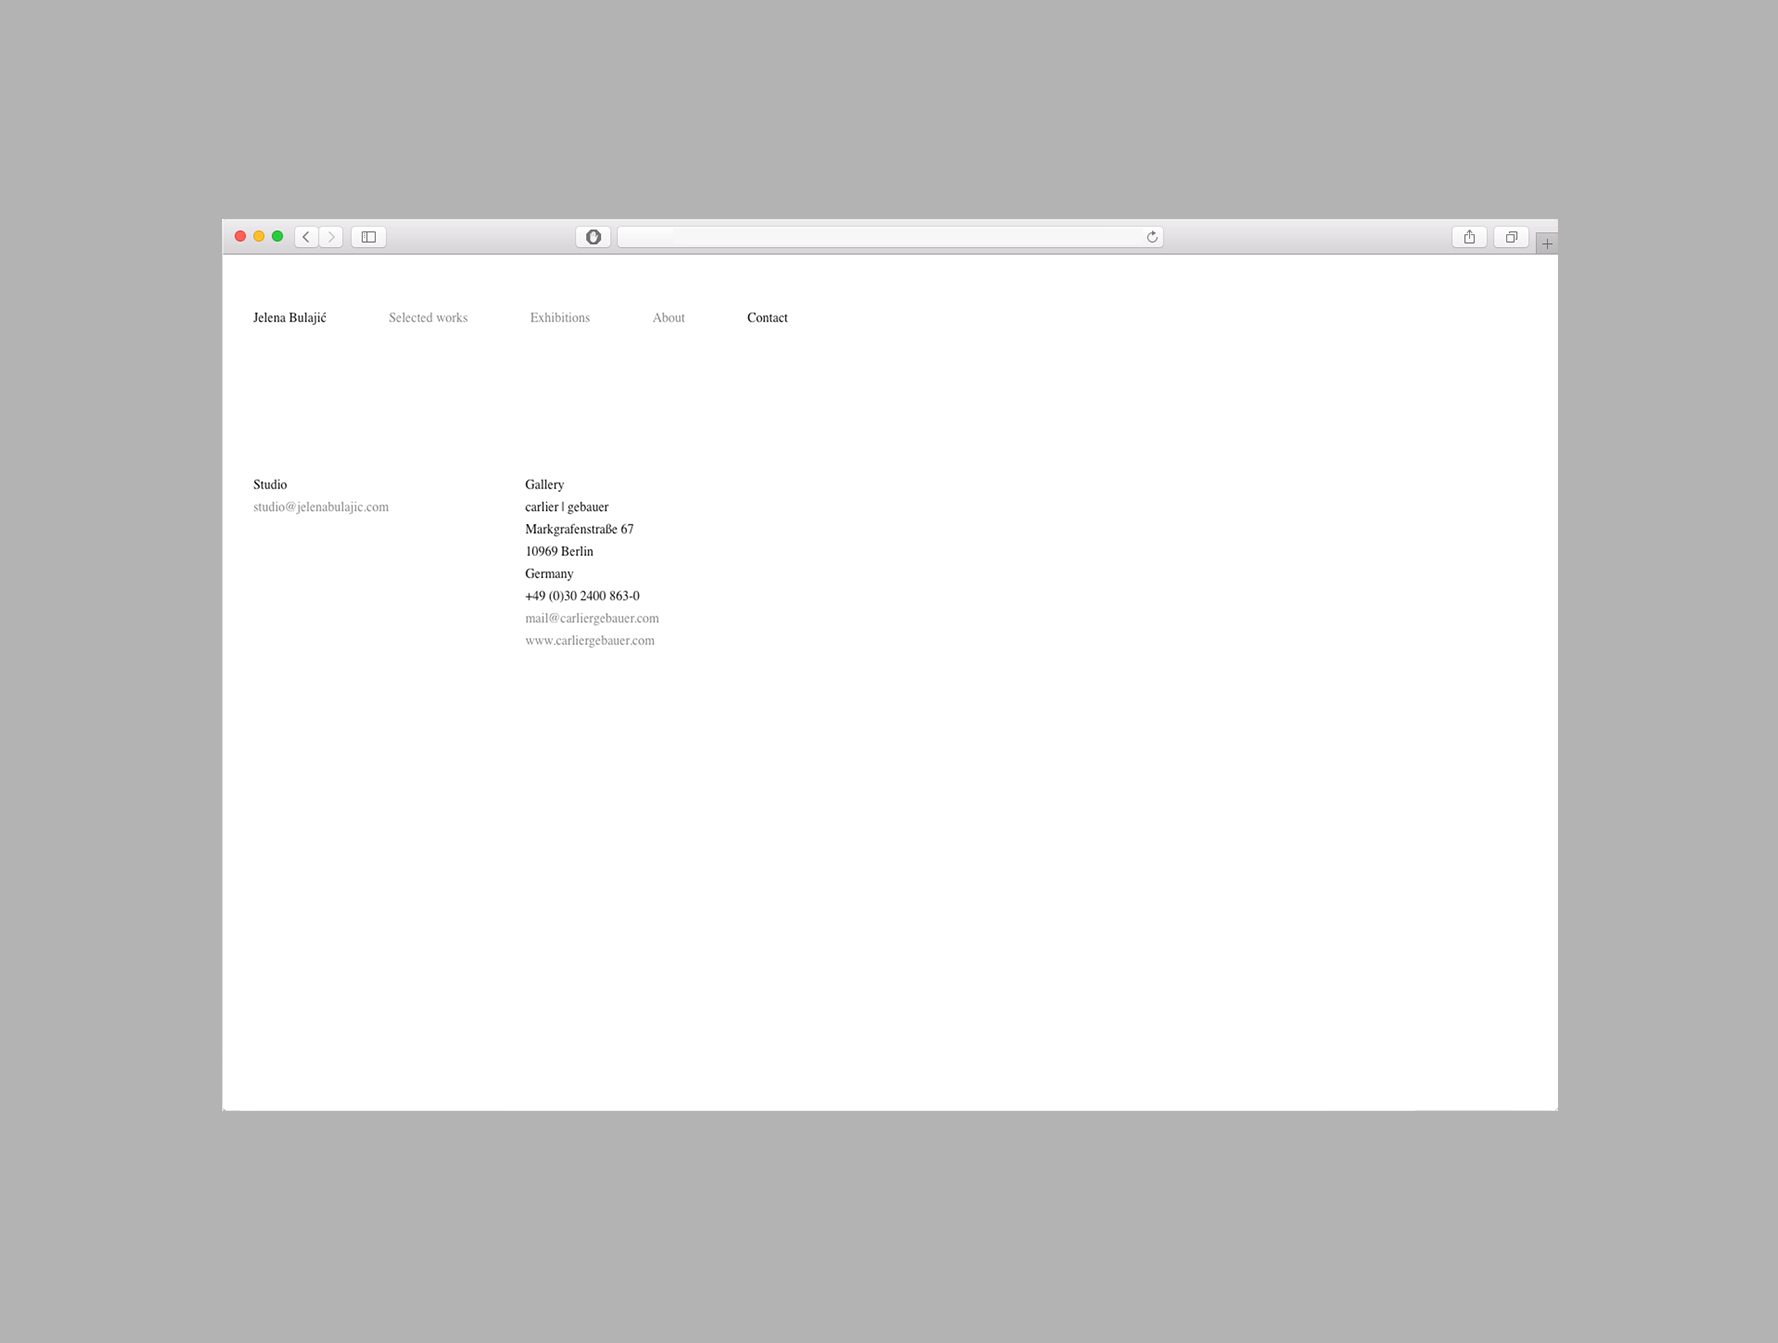 Jelena Bulajić Selected works Exhibitions About Contact
Studio
studio@jelenabulajic.com
Gallery
carlier | gebauer
Markgrafenstraße 67
10969 Berlin
Germany
+49 (0)30 2400 863-0
mail@carliergebauer.com
www.carliergebauer.com